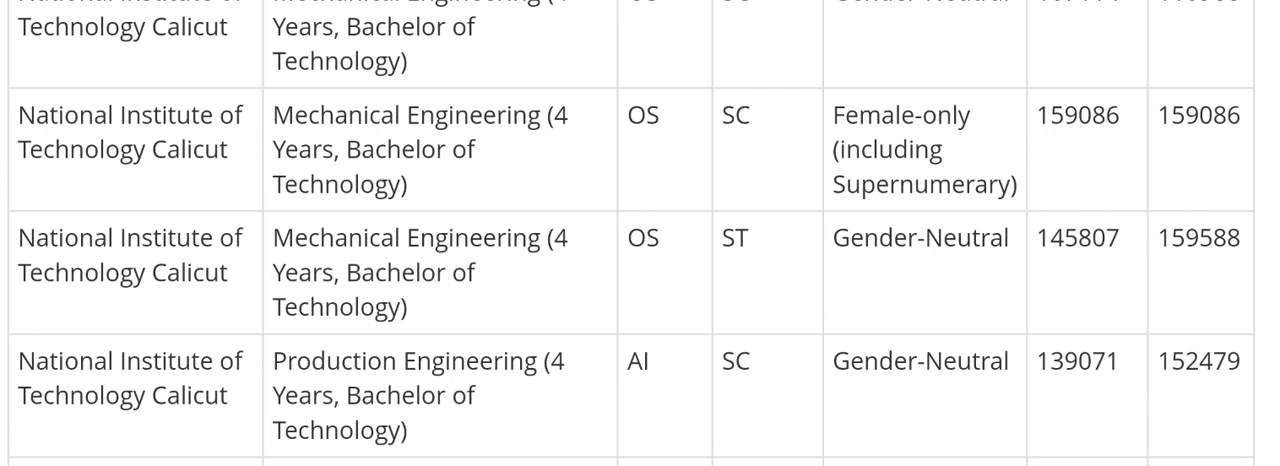 Technology Calicut
Years, Bachelor of
Technology)
National Institute of
Technology Calicut
Mechanical Engineering (4
Years, Bachelor of
Technology)
OS
SC
Female-only
(including
Supernumerary)
159086
159086
National Institute of
Technology Calicut
Mechanical Engineering (4
Years, Bachelor of
Technology)
OS
ST
Gender-Neutral
145807
159588
National Institute of
Technology Calicut
Production Engineering (4
Years, Bachelor of
Technology)
AI
SC
Gender-Neutral
139071
152479